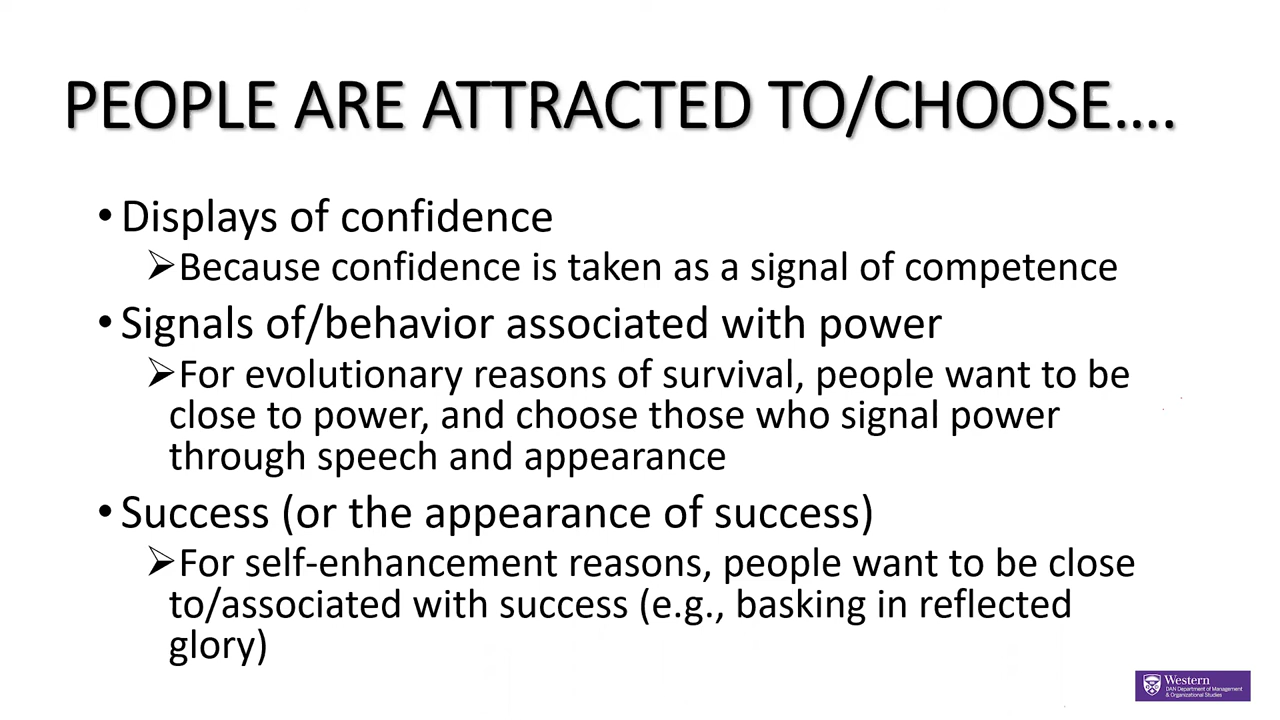 PEOPLE ARE ATTRACTED TO/CHOOSE....
• Displays of confidence
➢Because confidence is taken as a signal of competence
• Signals of/behavior associated with power
➢For evolutionary reasons of survival, people want to be
close to power, and choose those who signal power
through speech and appearance
• Success (or the appearance of success)
➢For self-enhancement reasons, people want to be close
to/associated with success (e.g., basking in reflected
glory)
Western
DAN Department of Management
& Organizational Studies